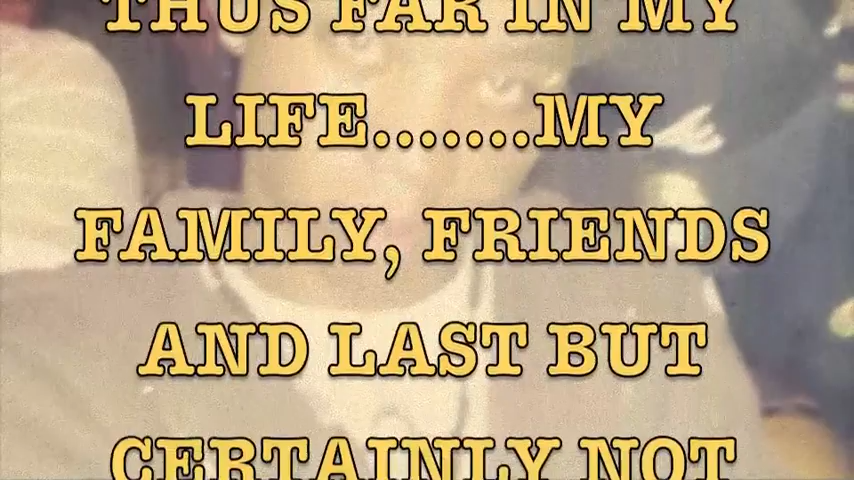 THUS FAR IN MY
LIFE.......MY
FAMILY, FRIENDS
AND LAST BUT
CERTAINLY NOT